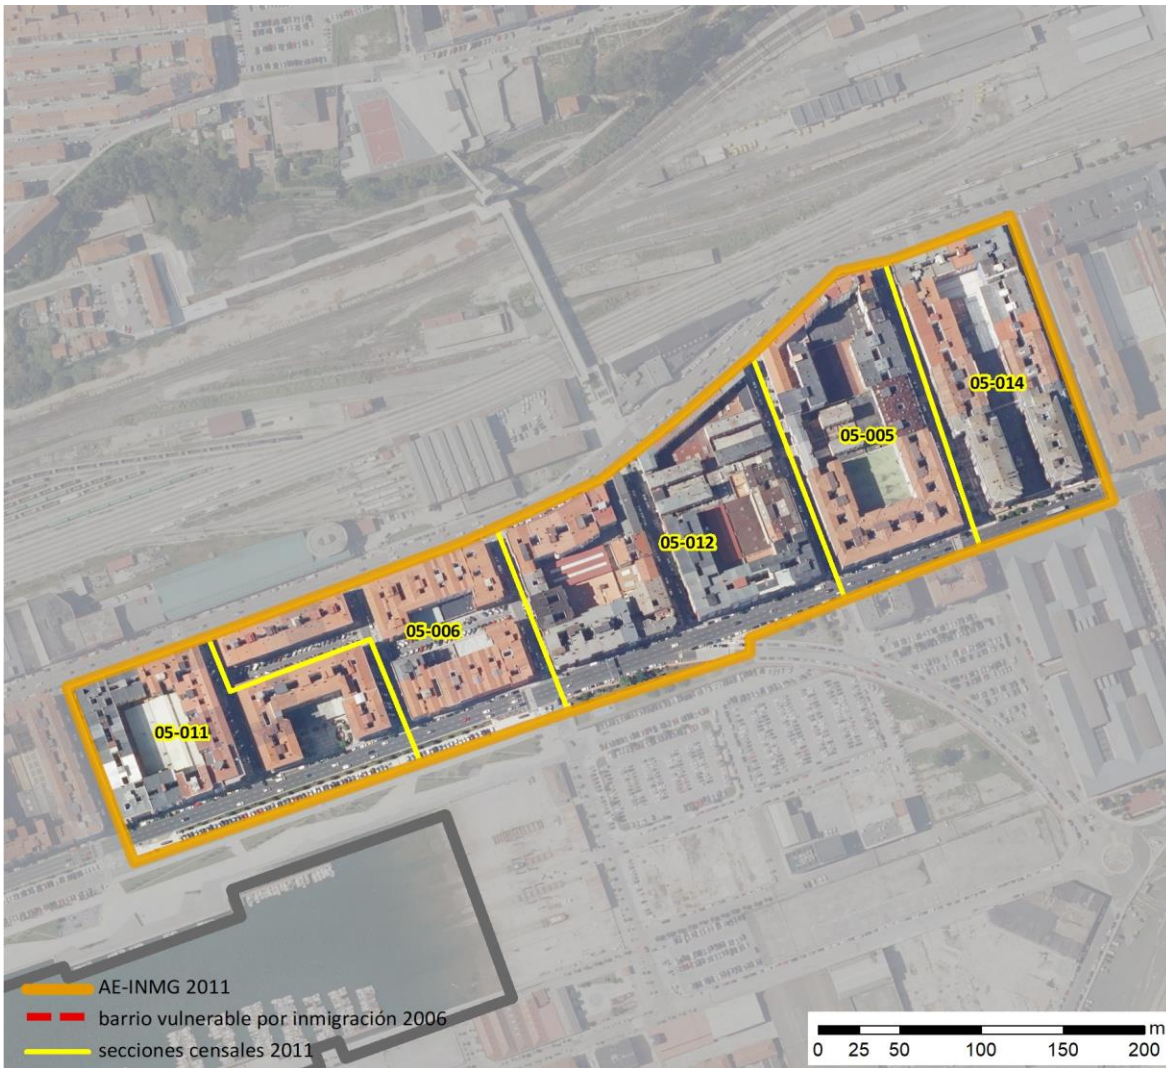 05-014
05-005
05-012
05-006
05-011
AE-INMG 2011
barrio vulnerable por inmigración 2006
secciones censales 2011
m
0 25 50 100 150 200